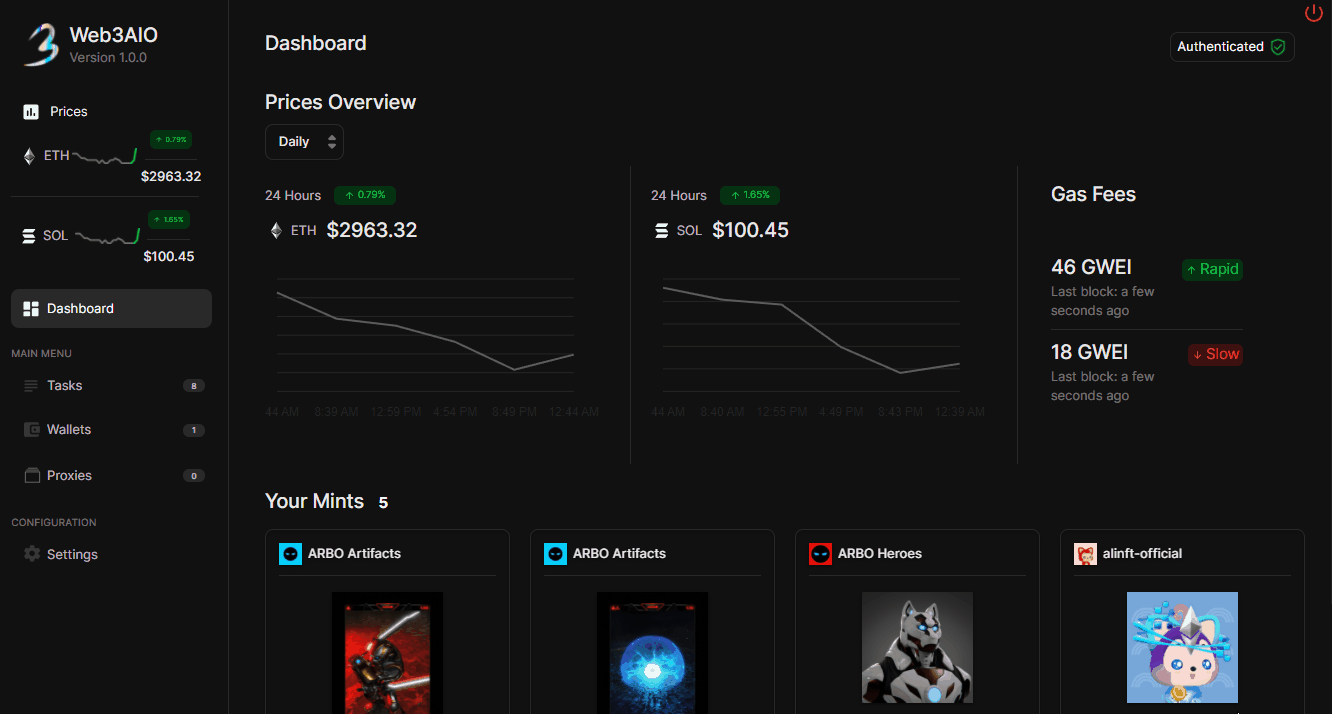 Web3AIO
Version 1.0.0
Prices
↑ 0.79%
ETH
$2963.32
↑ 1.65%
SOL
$100.45
Dashboard
MAIN MENU
Tasks 8
Wallets 1
Proxies 0
CONFIGURATION
Settings
Dashboard
Authenticated
Prices Overview
Daily
24 Hours ↑ 0.79%
ETH $2963.32
44 AM 8:39 AM 12:59 PM 4:54 PM 8:49 PM 12:44 AM
24 Hours ↑ 1.65%
SOL $100.45
44 AM 8:40 AM 12:55 PM 4:49 PM 8:43 PM 12:39 AM
Gas Fees
46 GWEI ↑ Rapid
Last block: a few
seconds ago
18 GWEI ↓ Slow
Last block: a few
seconds ago
Your Mints 5
ARBO Artifacts
ARBO Artifacts
ARBO Heroes
alinft-official